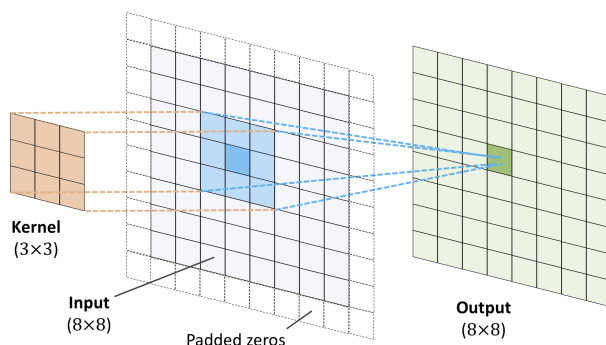 Kernel
(3×3)
Input
(8×8)
Padded zeros
Output
(8×8)